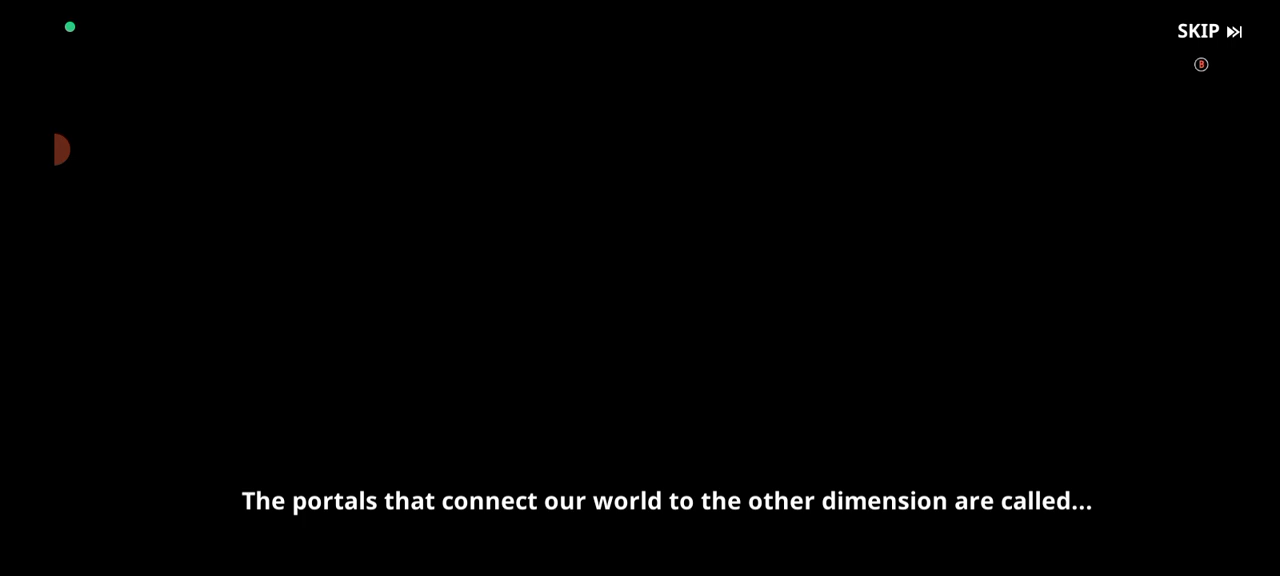 SKIP
B
The portals that connect our world to the other dimension are called...